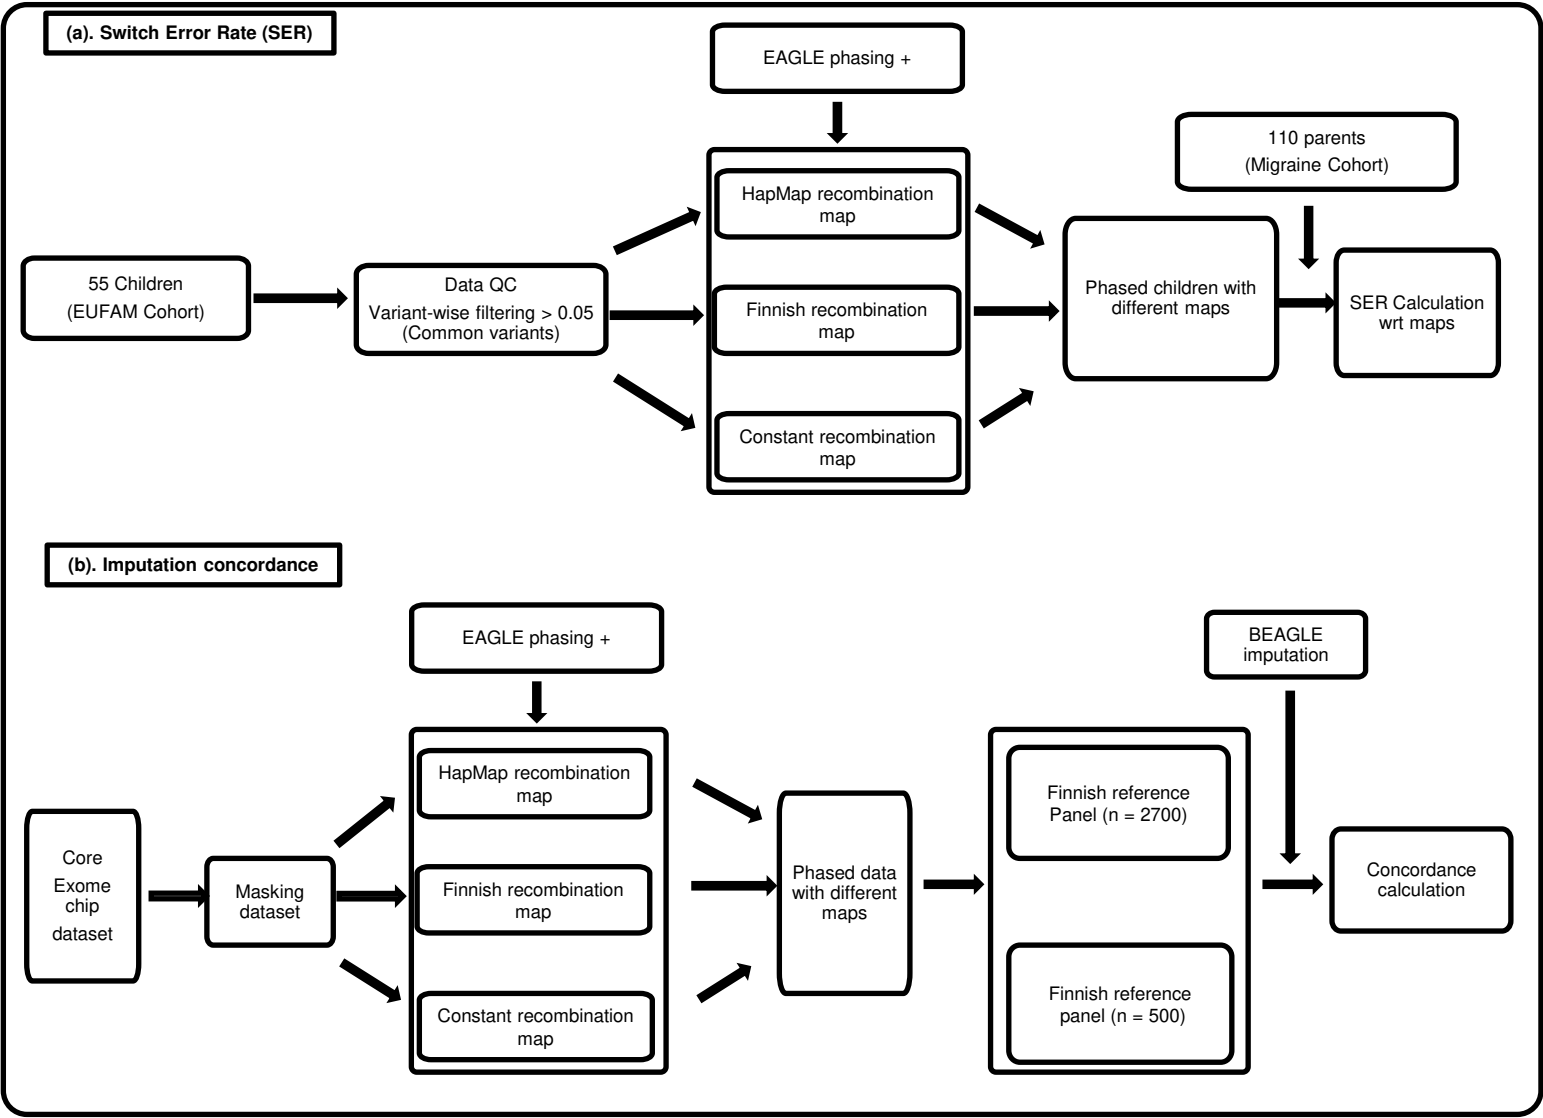 (a). Switch Error Rate (SER)
EAGLE phasing +
110 parents
(Migraine Cohort)
HapMap recombination
map
55 Children
(EUFAM Cohort)
Data QC
Variant-wise filtering > 0.05
(Common variants)
Finnish recombination
map
Phased children with
different maps
SER Calculation
wrt maps
Constant recombination
map
(b). Imputation concordance
EAGLE phasing +
BEAGLE
imputation
HapMap recombination
map
Core
Exome
chip
dataset
Masking
dataset
Finnish recombination
map
Phased data
with different
maps
Finnish reference
Panel (n = 2700)
Concordance
calculation
Constant recombination
map
Finnish reference
panel (n = 500)